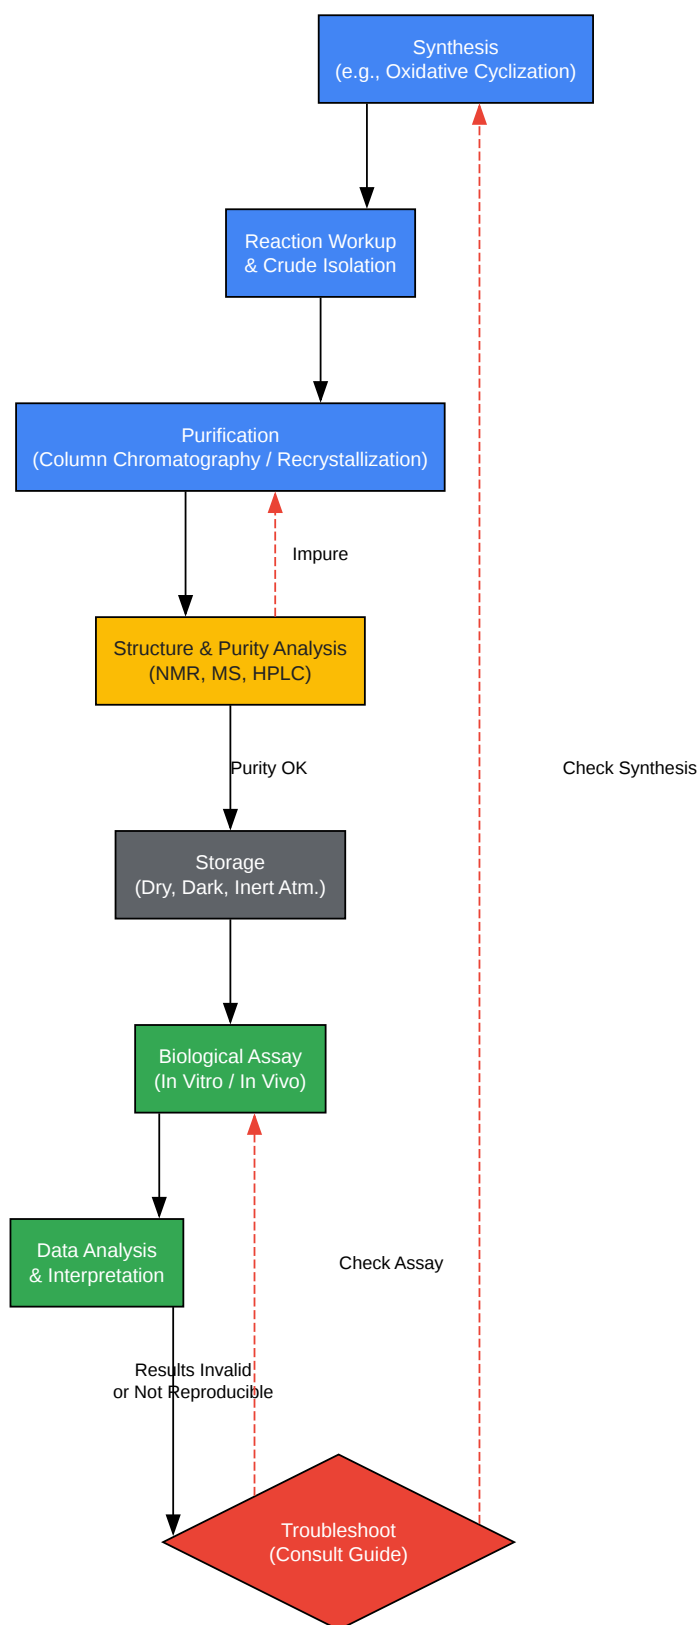 Synthesis
(e.g., Oxidative Cyclization)
Reaction Workup
& Crude Isolation
Purification
(Column Chromatography / Recrystallization)
Impure
Structure & Purity Analysis
(NMR, MS, HPLC)
Purity OK
Check Synthesis
Storage
(Dry, Dark, Inert Atm.)
Biological Assay
(In Vitro / In Vivo)
Data Analysis
& Interpretation
Check Assay
Results Invalid
or Not Reproducible
Troubleshoot
(Consult Guide)